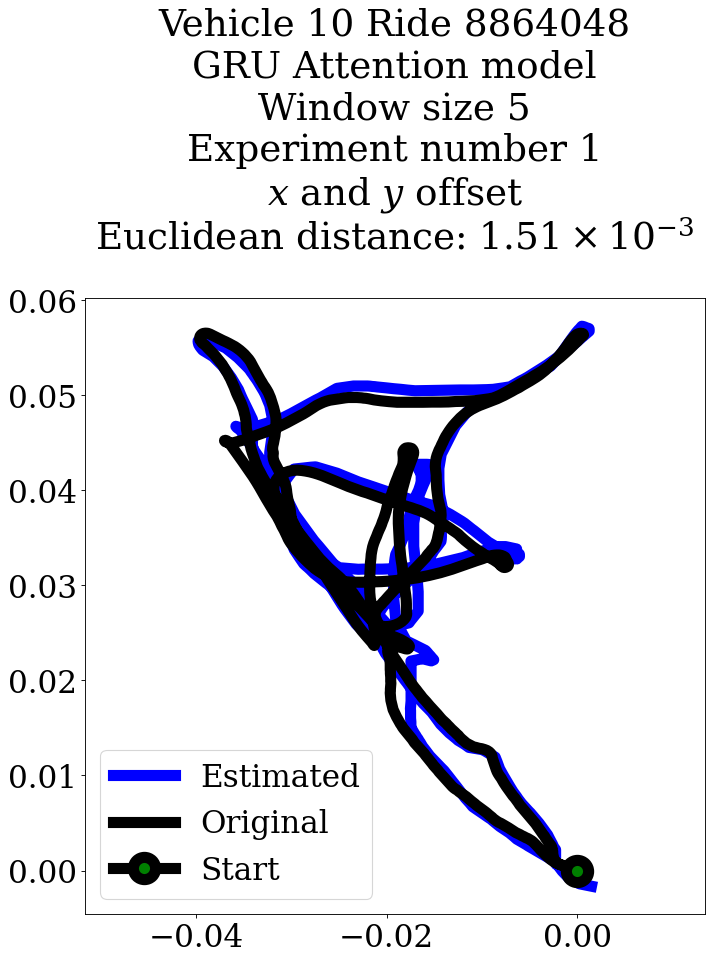 Vehicle 10 Ride 8864048
GRU Attention model
Window size 5
Experiment number 1
x and y offset
Euclidean distance: 1.51 × 10⁻³
0.06
0.05
0.04
0.03
0.02
0.01
0.00
Estimated
Original
Start
−0.04
−0.02
0.00